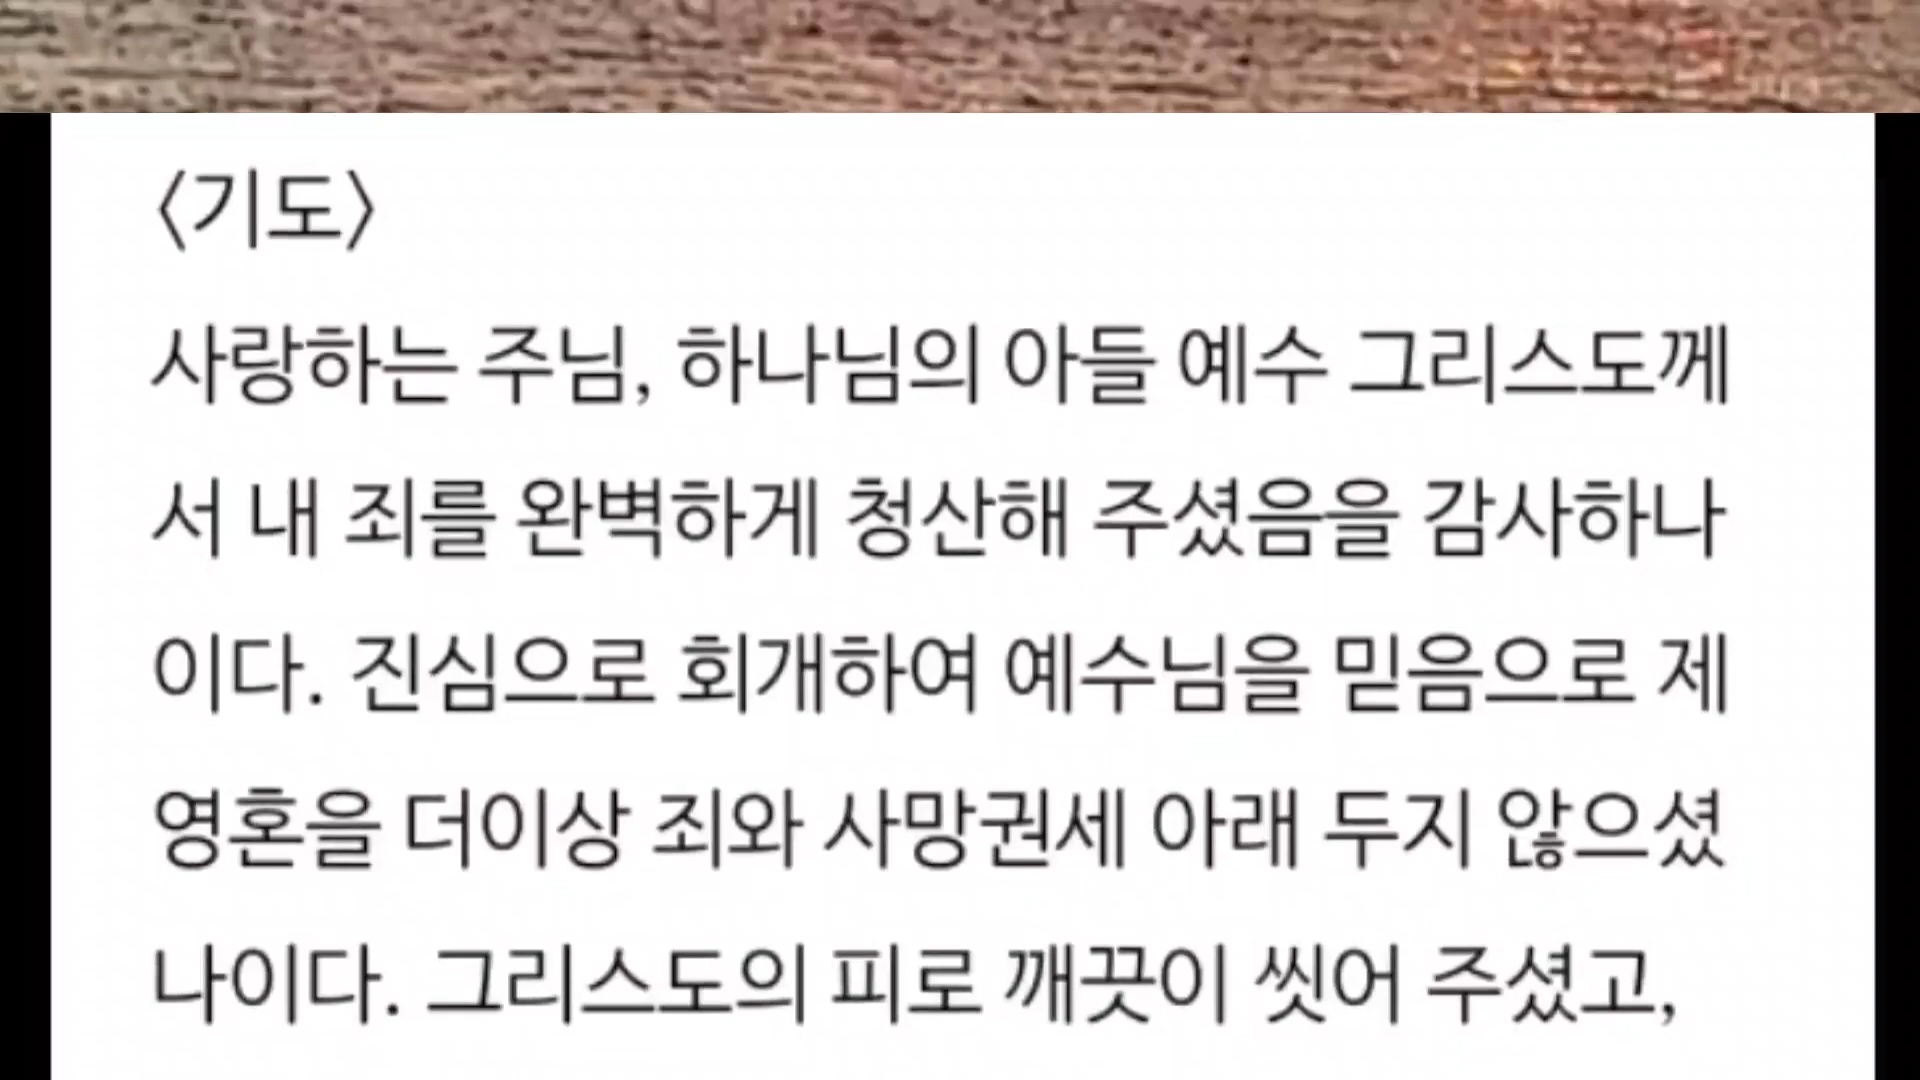 〈기도〉
사랑하는 주님, 하나님의 아들 예수 그리스도께
서 내 죄를 완벽하게 청산해 주셨음을 감사하나
이다. 진심으로 회개하여 예수님을 믿음으로 제
영혼을 더이상 죄와 사망권세 아래 두지 않으셨
나이다. 그리스도의 피로 깨끗이 씻어 주셨고,